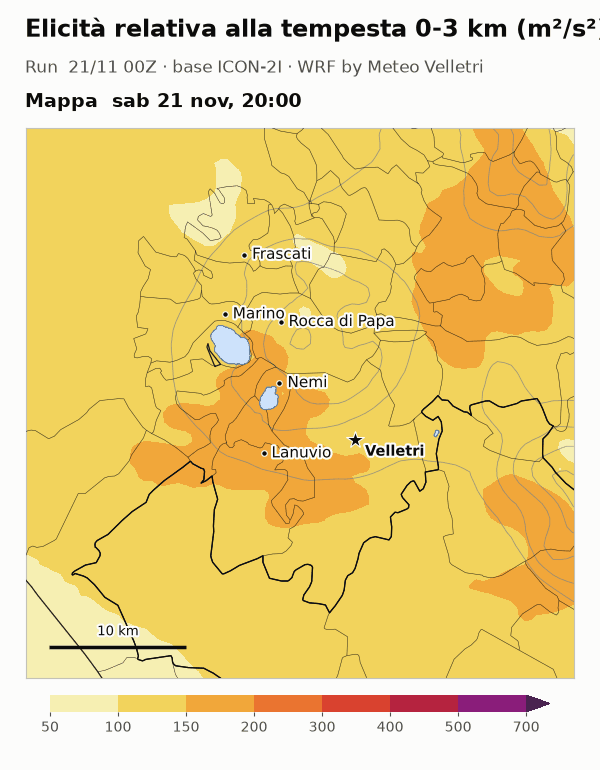 Elicità relativa alla tempesta 0-3 km (m²/s²)
Run 21/11 00Z · base ICON-2I · WRF by Meteo Velletri
Mappa sab 21 nov, 20:00
Frascati
Marino
Rocca di Papa
Nemi
Velletri
Lanuvio
10 km
50 100 150 200 300 400 500 700